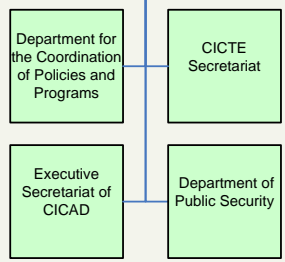 Department for
the Coordination
of Policies and
Programs
CICTE
Secretariat
Executive
Secretariat of
CICAD
Department of
Public Security